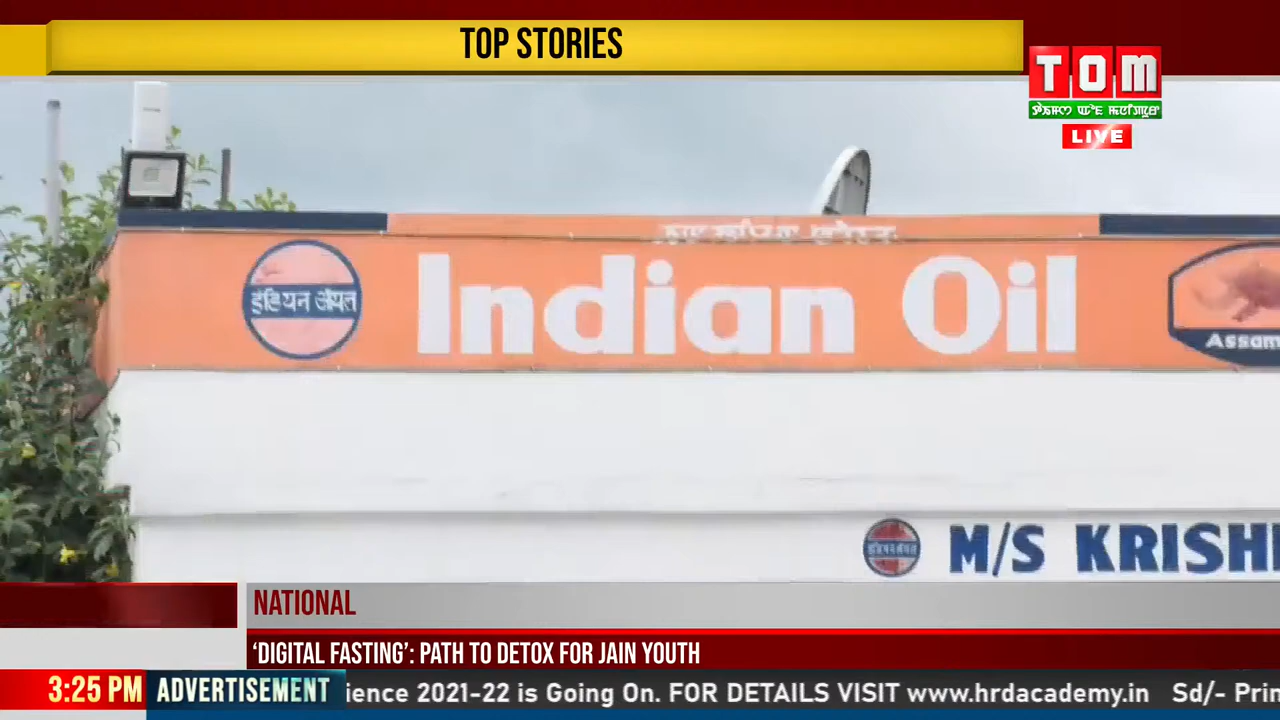 TOP STORIES
TOM
LIVE
इंडियन ऑयल
Indian Oil
Assam
M/S KRISH
NATIONAL
‘DIGITAL FASTING’: PATH TO DETOX FOR JAIN YOUTH
3:25 PM ADVERTISEMENT ience 2021-22 is Going On. FOR DETAILS VISIT www.hrdacademy.in Sd/- Prin